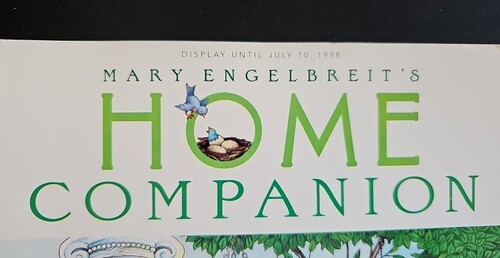 DISPLAY UNTIL JULY 10, 1998
MARY ENGELBREIT'S
HOME
COMPANION